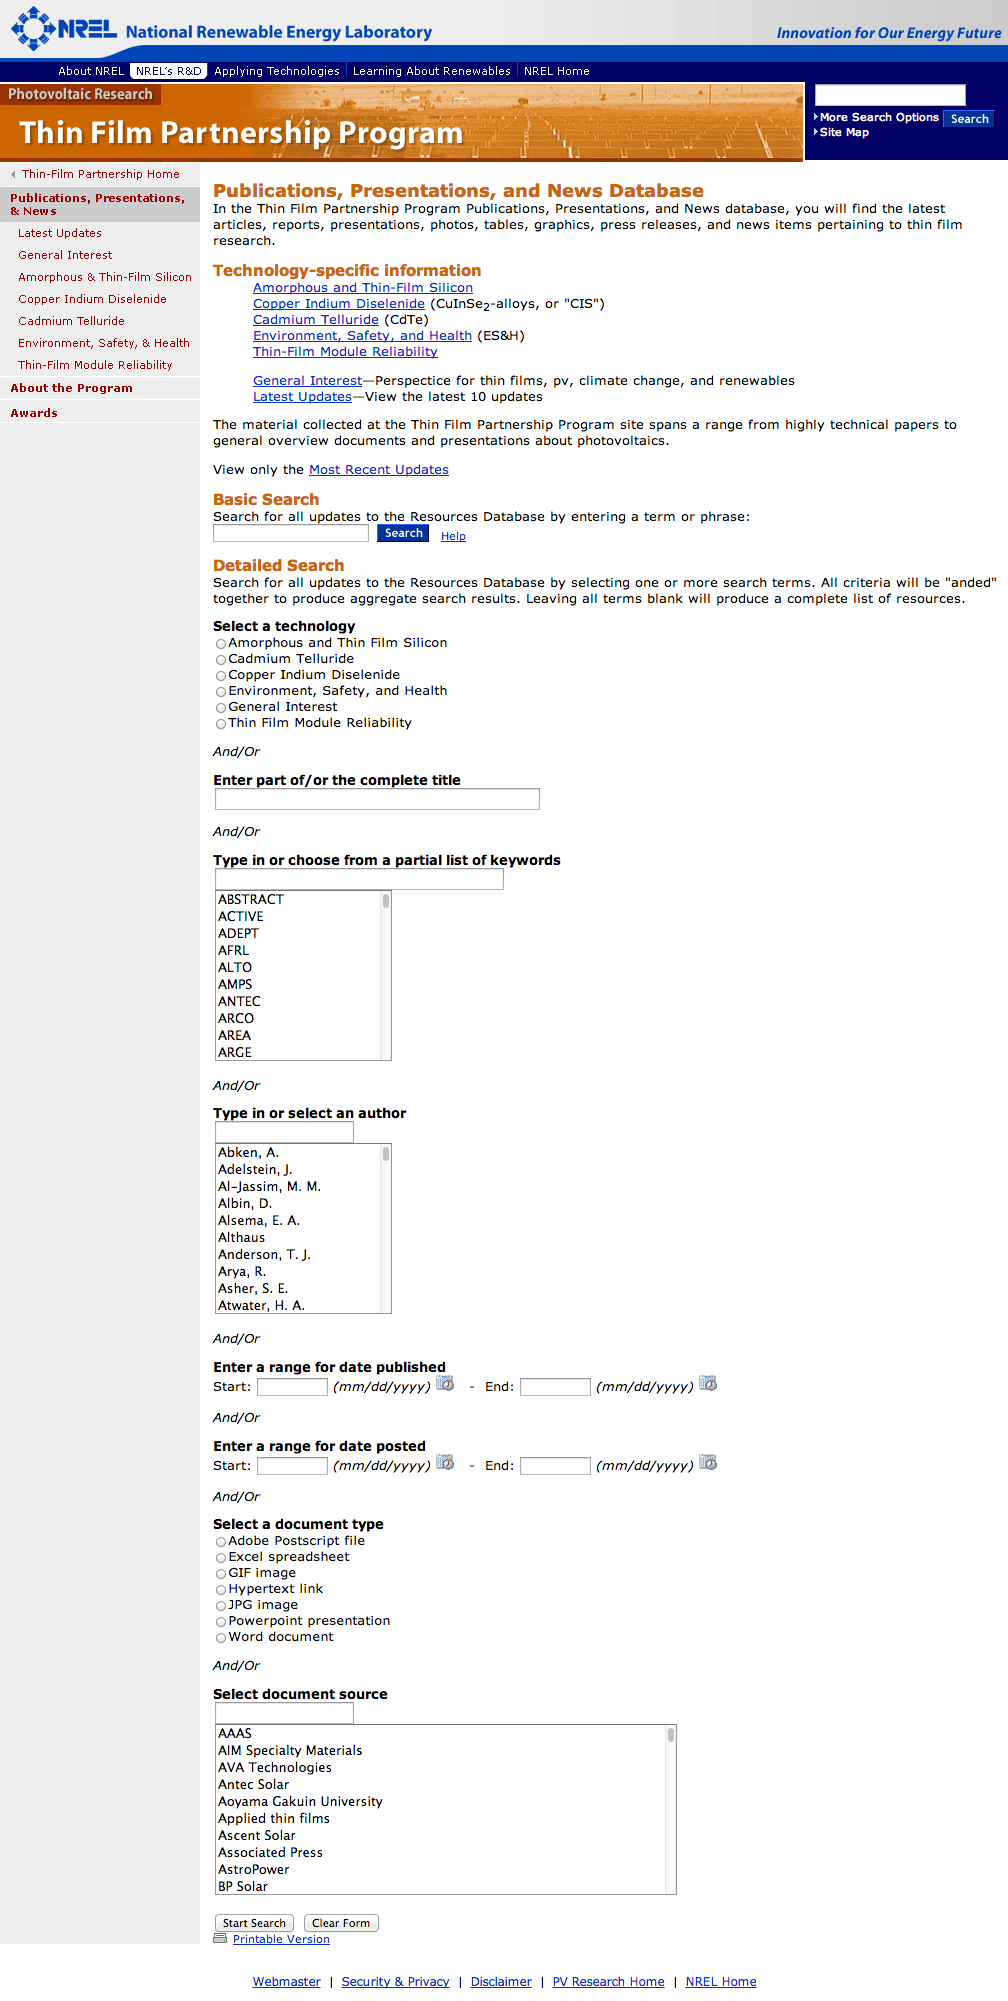 NREL National Renewable Energy Laboratory
Innovation for Our Energy Future
About NREL NREL's R&D Applying Technologies Learning About Renewables NREL Home
Photovoltaic Research
Thin Film Partnership Program
More Search Options Search
Site Map
Thin-Film Partnership Home
Publications, Presentations,
& News
Latest Updates
General Interest
Amorphous & Thin-Film Silicon
Copper Indium Diselenide
Cadmium Telluride
Environment, Safety, & Health
Thin-Film Module Reliability
About the Program
Awards
Publications, Presentations, and News Database
In the Thin Film Partnership Program Publications, Presentations, and News database, you will find the latest
articles, reports, presentations, photos, tables, graphics, press releases, and news items pertaining to thin film
research.
Technology-specific information
Amorphous and Thin-Film Silicon
Copper Indium Diselenide (CuInSe2-alloys, or "CIS")
Cadmium Telluride (CdTe)
Environment, Safety, and Health (ES&H)
Thin-Film Module Reliability
General Interest—Perspectice for thin films, pv, climate change, and renewables
Latest Updates—View the latest 10 updates
The material collected at the Thin Film Partnership Program site spans a range from highly technical papers to
general overview documents and presentations about photovoltaics.
View only the Most Recent Updates
Basic Search
Search for all updates to the Resources Database by entering a term or phrase:
Search Help
Detailed Search
Search for all updates to the Resources Database by selecting one or more search terms. All criteria will be "anded"
together to produce aggregate search results. Leaving all terms blank will produce a complete list of resources.
Select a technology
Amorphous and Thin Film Silicon
Cadmium Telluride
Copper Indium Diselenide
Environment, Safety, and Health
General Interest
Thin Film Module Reliability
And/Or
Enter part of/or the complete title
And/Or
Type in or choose from a partial list of keywords
ABSTRACT
ACTIVE
ADEPT
AFRL
ALTO
AMPS
ANTEC
ARCO
AREA
ARGE
And/Or
Type in or select an author
Abken, A.
Adelstein, J.
Al-Jassim, M. M.
Albin, D.
Alsema, E. A.
Althaus
Anderson, T. J.
Arya, R.
Asher, S. E.
Atwater, H. A.
And/Or
Enter a range for date published
Start: (mm/dd/yyyy) - End: (mm/dd/yyyy)
And/Or
Enter a range for date posted
Start: (mm/dd/yyyy) - End: (mm/dd/yyyy)
And/Or
Select a document type
Adobe Postscript file
Excel spreadsheet
GIF image
Hypertext link
JPG image
Powerpoint presentation
Word document
And/Or
Select document source
AAAS
AIM Specialty Materials
AVA Technologies
Antec Solar
Aoyama Gakuin University
Applied thin films
Ascent Solar
Associated Press
AstroPower
BP Solar
Start Search Clear Form
Printable Version
Webmaster | Security & Privacy | Disclaimer | PV Research Home | NREL Home